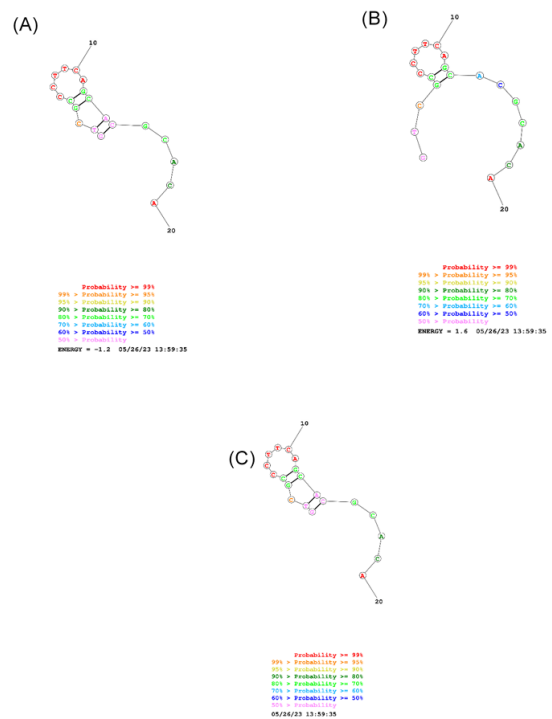 (A)
10
20
Probability >= 99%
99% > Probability >= 95%
95% > Probability >= 90%
90% > Probability >= 80%
80% > Probability >= 70%
70% > Probability >= 60%
60% > Probability >= 50%
50% > Probability
ENERGY = -1.2 05/26/23 13:59:35
(B)
10
20
Probability >= 99%
99% > Probability >= 95%
95% > Probability >= 90%
90% > Probability >= 80%
80% > Probability >= 70%
70% > Probability >= 60%
60% > Probability >= 50%
50% > Probability
ENERGY = 1.6 05/26/23 13:59:35
(C)
10
20
Probability >= 99%
99% > Probability >= 95%
95% > Probability >= 90%
90% > Probability >= 80%
80% > Probability >= 70%
70% > Probability >= 60%
60% > Probability >= 50%
50% > Probability
05/26/23 13:59:35